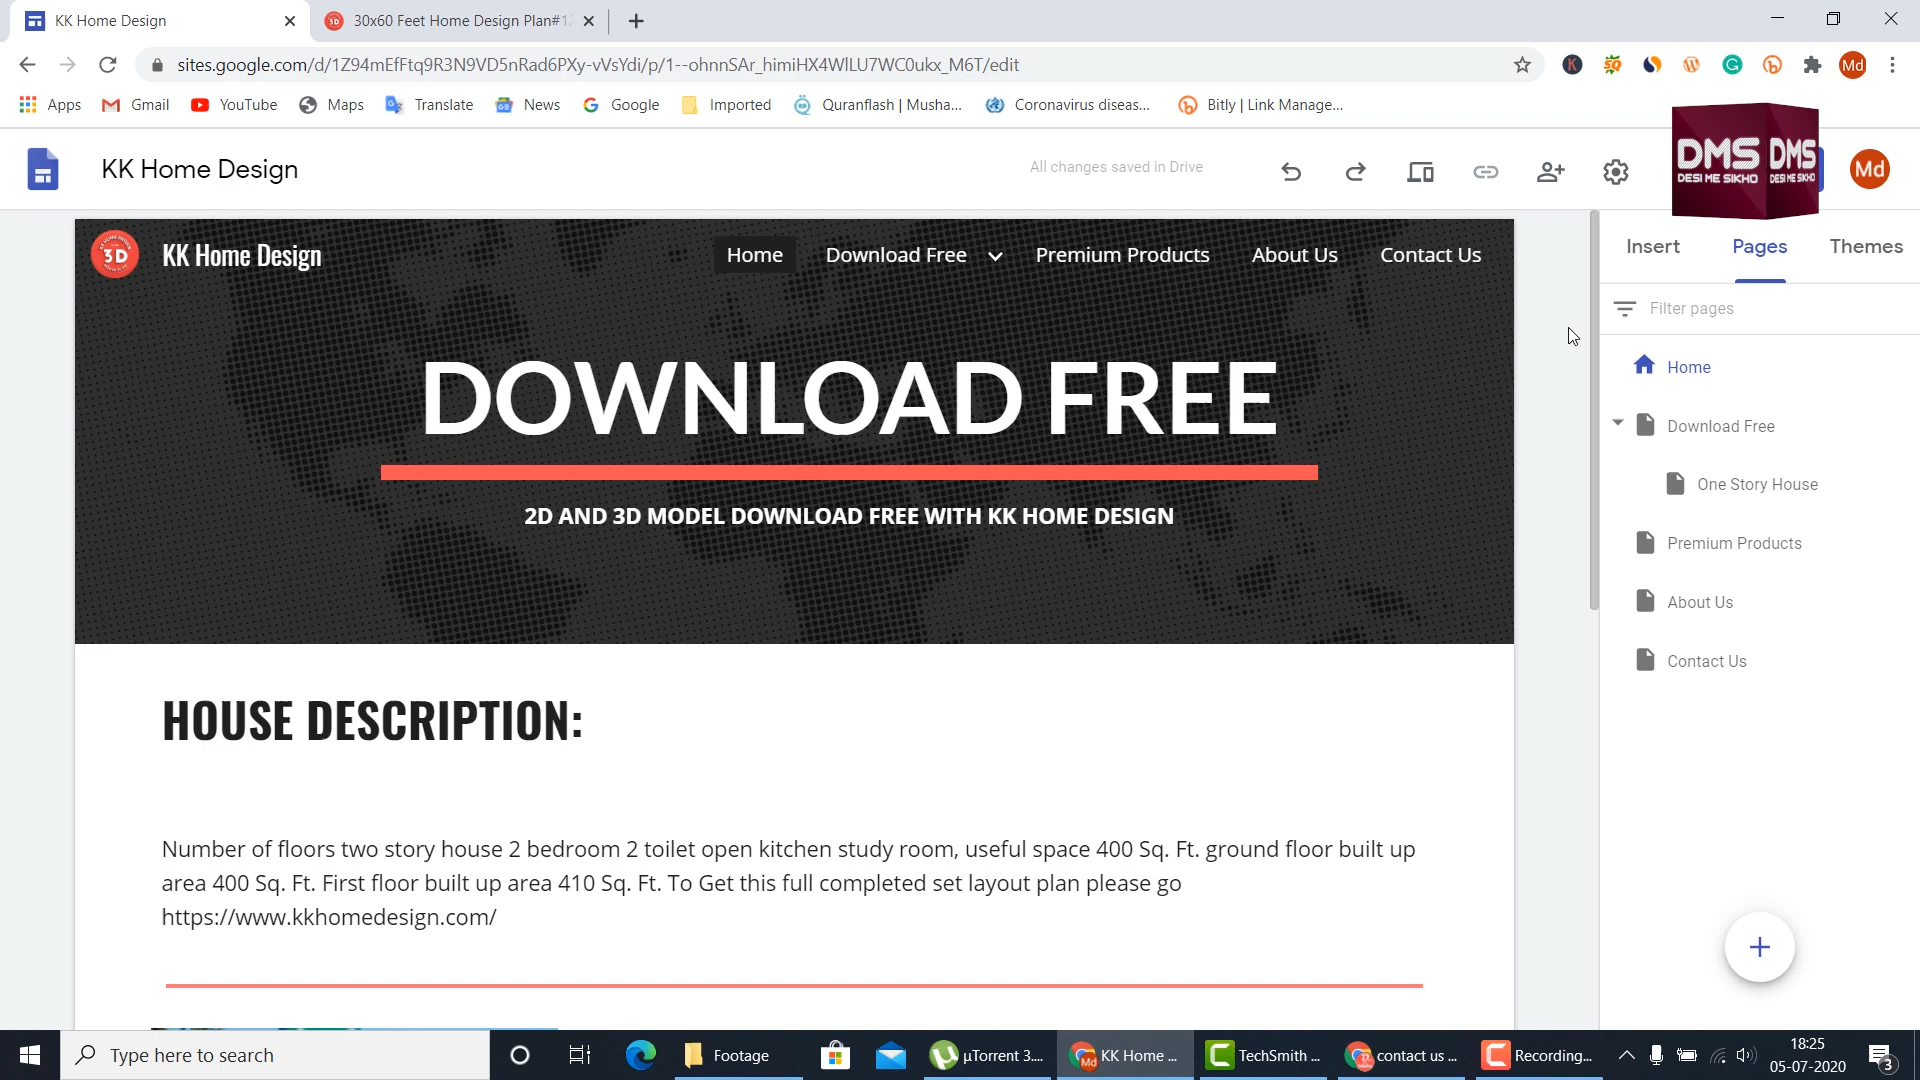 KK Home Design
30x60 Feet Home Design Plan#1
sites.google.com/d/1Z94mEfFtq9R3N9VD5nRad6PXy-vVsYdi/p/1--ohnnSAr_himiHX4WlLU7WC0ukx_M6T/edit
Md
Apps
Gmail
YouTube
Maps
Translate
News
Google
Imported
Quranflash | Musha...
Coronavirus diseas...
Bitly | Link Manage...
KK Home Design
All changes saved in Drive
DMS
DESI ME SIKHO
DMS
DESI ME SIKHO
Md
3D
KK Home Design
Home
Download Free
Premium Products
About Us
Contact Us
Insert
Pages
Themes
Filter pages
Home
Download Free
One Story House
Premium Products
About Us
Contact Us
DOWNLOAD FREE
2D AND 3D MODEL DOWNLOAD FREE WITH KK HOME DESIGN
HOUSE DESCRIPTION:
Number of floors two story house 2 bedroom 2 toilet open kitchen study room, useful space 400 Sq. Ft. ground floor built up
area 400 Sq. Ft. First floor built up area 410 Sq. Ft. To Get this full completed set layout plan please go
https://www.kkhomedesign.com/
Type here to search
Footage
µTorrent 3....
KK Home ...
TechSmith ...
contact us ...
Recording...
18:25
05-07-2020
3